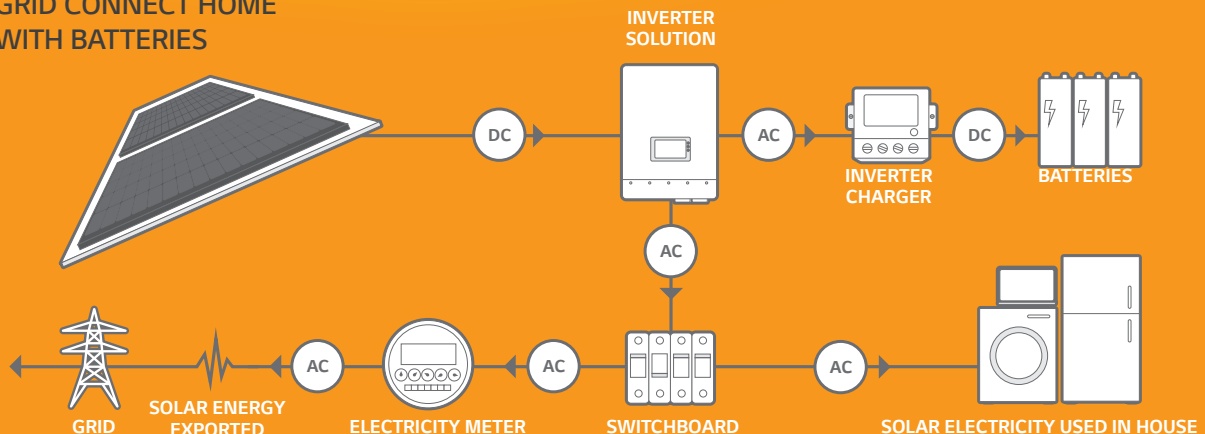 GRID CONNECT HOME
WITH BATTERIES
INVERTER
SOLUTION
DC
AC
DC
INVERTER
CHARGER
BATTERIES
AC
AC
AC
AC
GRID
SOLAR ENERGY
EXPORTED
ELECTRICITY METER
SWITCHBOARD
SOLAR ELECTRICITY USED IN HOUSE